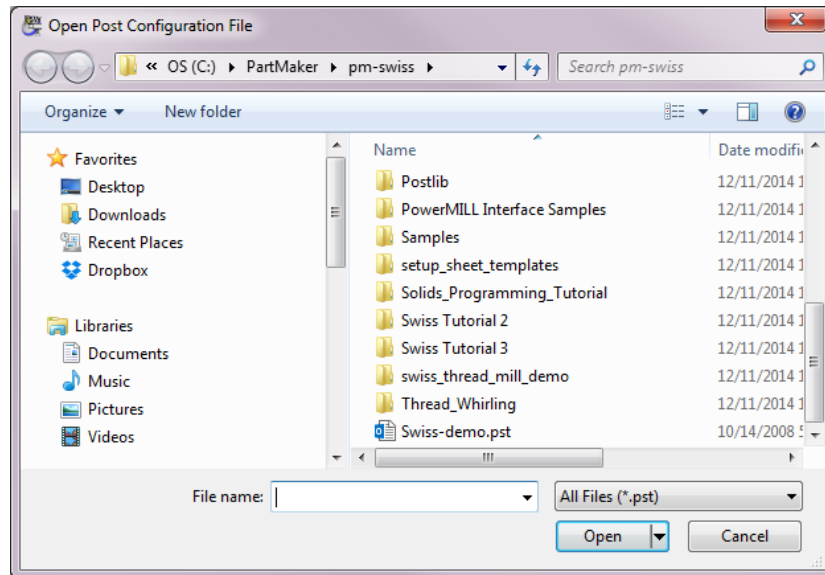 Open Post Configuration File
« OS (C:) ▸ PartMaker ▸ pm-swiss ▸
Search pm-swiss
Organize
New folder
Favorites
Desktop
Downloads
Recent Places
Dropbox
Libraries
Documents
Music
Pictures
Videos
Name Date modifi
Postlib 12/11/2014 1
PowerMILL Interface Samples 12/11/2014 1
Samples 12/11/2014 1
setup_sheet_templates 12/11/2014 1
Solids_Programming_Tutorial 12/11/2014 1
Swiss Tutorial 2 12/11/2014 1
Swiss Tutorial 3 12/11/2014 1
swiss_thread_mill_demo 12/11/2014 1
Thread_Whirling 12/11/2014 1
Swiss-demo.pst 10/14/2008 5
File name:
All Files (*.pst)
Open
Cancel